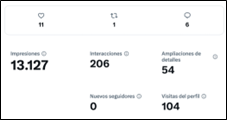 11 1 6
Impresiones Interacciones Ampliaciones de detalles
13.127 206 54
Nuevos seguidores Visitas del perfil
0 104